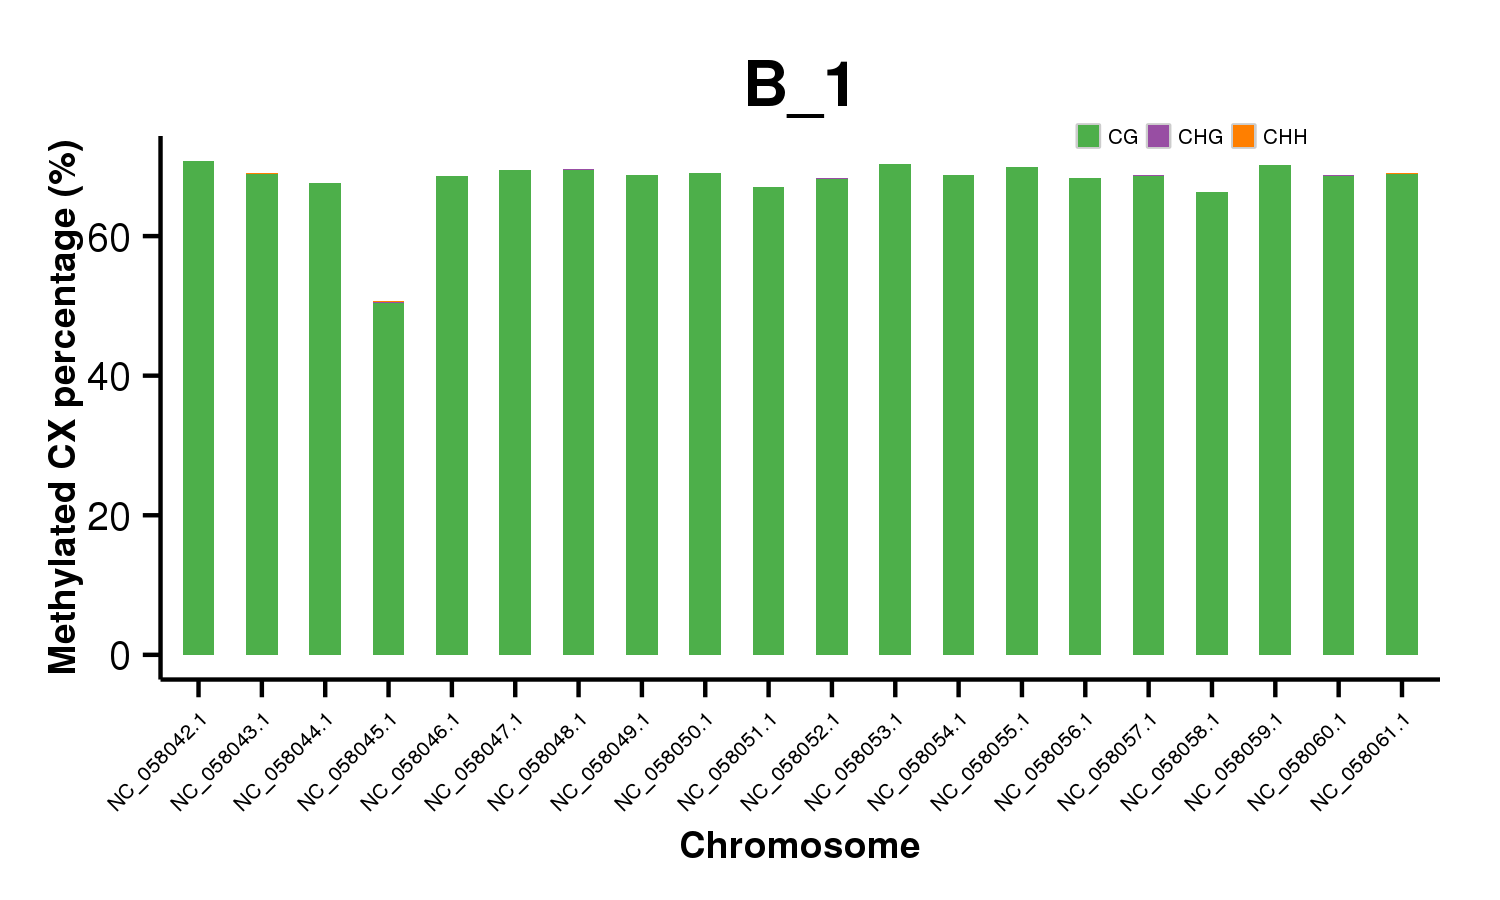 B_1
CG CHG CHH
Methylated CX percentage (%)
60
40
20
0
NC_058042.1
NC_058043.1
NC_058044.1
NC_058045.1
NC_058046.1
NC_058047.1
NC_058048.1
NC_058049.1
NC_058050.1
NC_058051.1
NC_058052.1
NC_058053.1
NC_058054.1
NC_058055.1
NC_058056.1
NC_058057.1
NC_058058.1
NC_058059.1
NC_058060.1
NC_058061.1
Chromosome